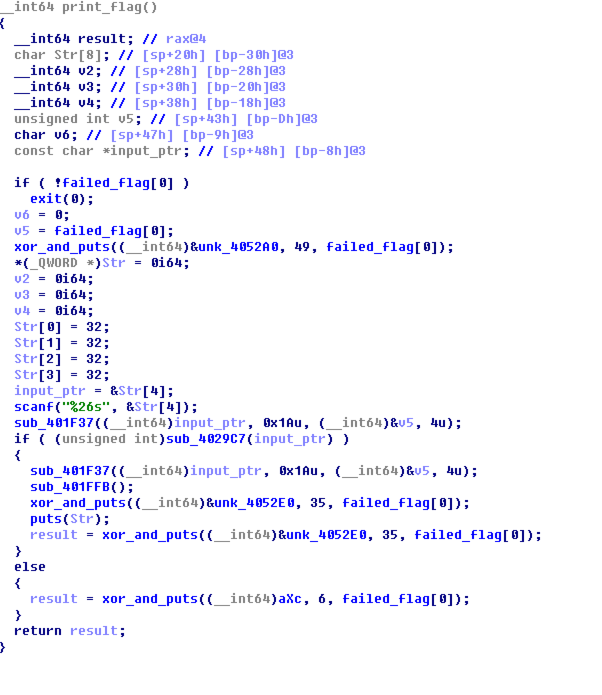 __int64 print_flag()
{
  __int64 result; // rax@4
  char Str[8]; // [sp+20h] [bp-30h]@3
  __int64 v2; // [sp+28h] [bp-28h]@3
  __int64 v3; // [sp+30h] [bp-20h]@3
  __int64 v4; // [sp+38h] [bp-18h]@3
  unsigned int v5; // [sp+43h] [bp-Dh]@3
  char v6; // [sp+47h] [bp-9h]@3
  const char *input_ptr; // [sp+48h] [bp-8h]@3

  if ( !failed_flag[0] )
    exit(0);
  v6 = 0;
  v5 = failed_flag[0];
  xor_and_puts((__int64)&unk_4052A0, 49, failed_flag[0]);
  *(_QWORD *)Str = 0i64;
  v2 = 0i64;
  v3 = 0i64;
  v4 = 0i64;
  Str[0] = 32;
  Str[1] = 32;
  Str[2] = 32;
  Str[3] = 32;
  input_ptr = &Str[4];
  scanf("%26s", &Str[4]);
  sub_401F37((__int64)input_ptr, 0x1Au, (__int64)&v5, 4u);
  if ( (unsigned int)sub_4029C7(input_ptr) )
  {
    sub_401F37((__int64)input_ptr, 0x1Au, (__int64)&v5, 4u);
    sub_401FFB();
    xor_and_puts((__int64)&unk_4052E0, 35, failed_flag[0]);
    puts(Str);
    result = xor_and_puts((__int64)&unk_4052E0, 35, failed_flag[0]);
  }
  else
  {
    result = xor_and_puts((__int64)aXc, 6, failed_flag[0]);
  }
  return result;
}